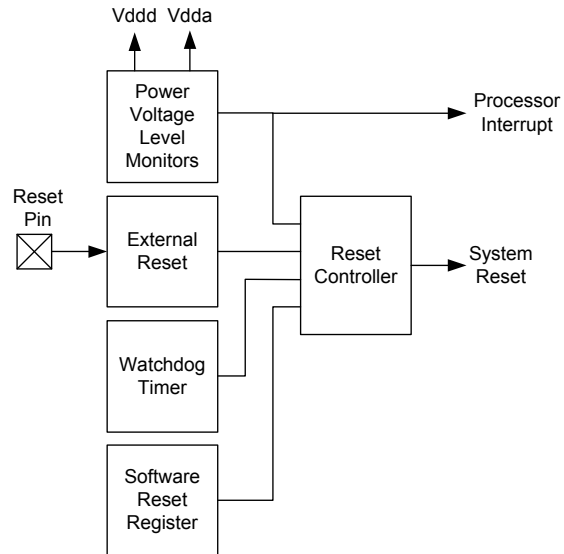 Vddd
Vdda
Power
Voltage
Level
Monitors
Processor
Interrupt
Reset
Pin
External
Reset
Reset
Controller
System
Reset
Watchdog
Timer
Software
Reset
Register